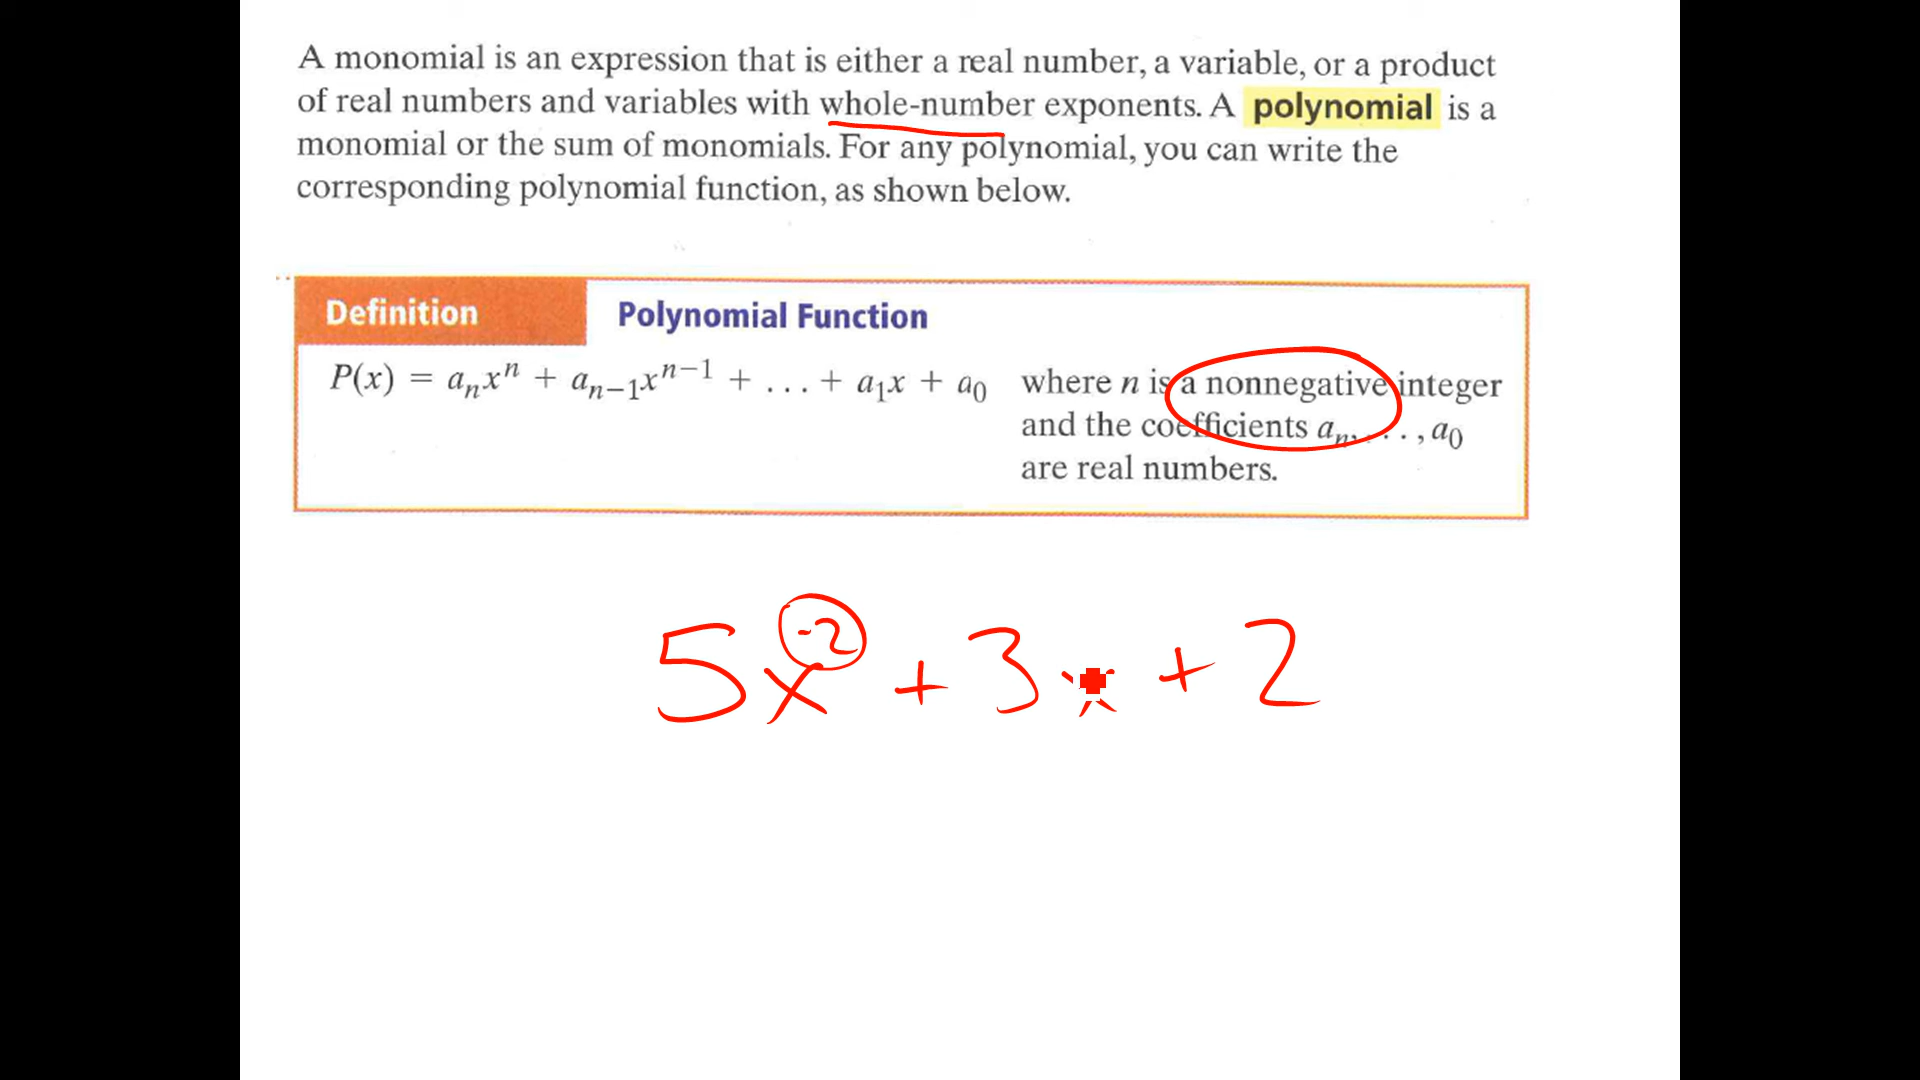 A monomial is an expression that is either a real number, a variable, or a product
of real numbers and variables with whole-number exponents. A polynomial is a
monomial or the sum of monomials. For any polynomial, you can write the
corresponding polynomial function, as shown below.
Definition Polynomial Function
P(x) = aₙxⁿ + aₙ₋₁xⁿ⁻¹ + . . . + a₁x + a₀ where n is a nonnegative integer
and the coefficients aₙ, . . . , a₀
are real numbers.
5x⁻² + 3x + 2